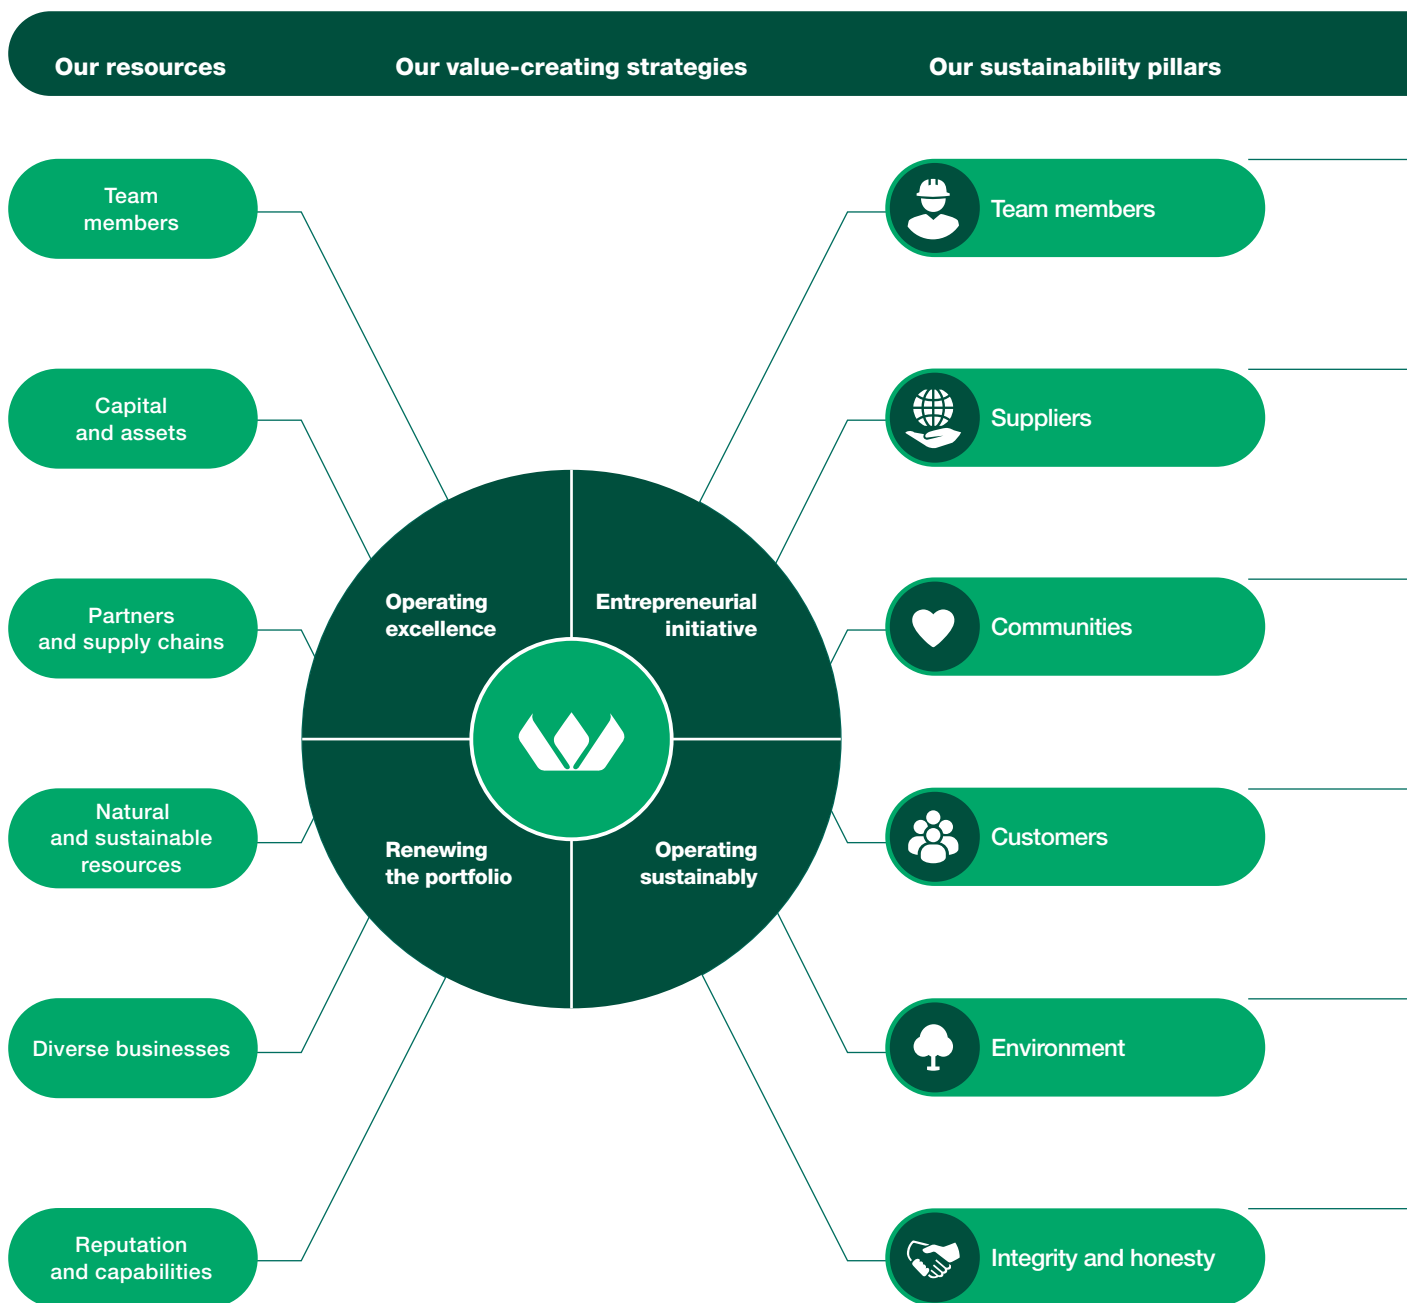 Our resources
Our value-creating strategies
Our sustainability pillars
Team
members
Capital
and assets
Partners
and supply chains
Natural
and sustainable
resources
Diverse businesses
Reputation
and capabilities
Operating
excellence
Entrepreneurial
initiative
Renewing
the portfolio
Operating
sustainably
Team members
Suppliers
Communities
Customers
Environment
Integrity and honesty